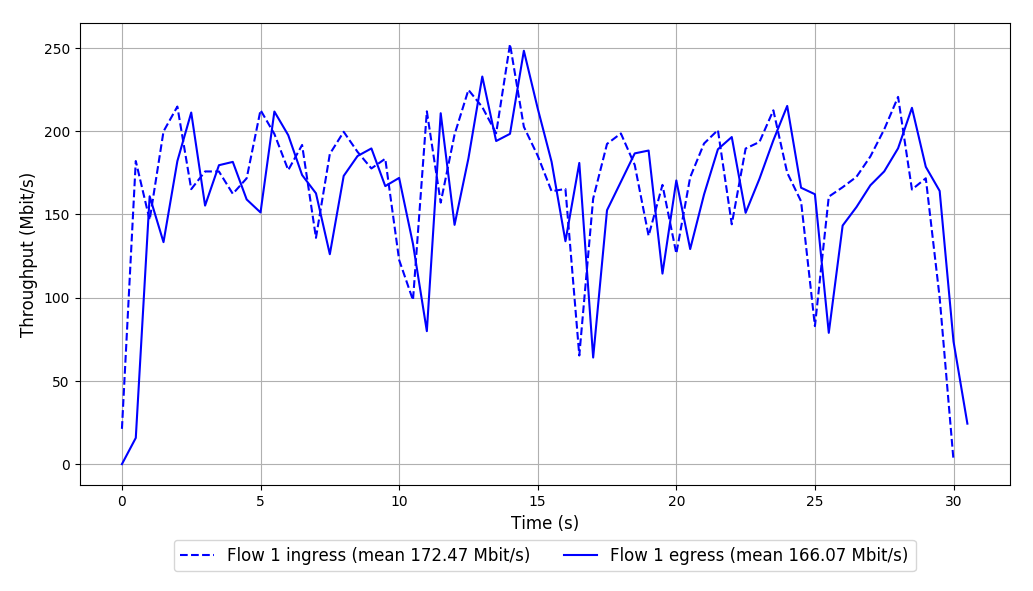 Throughput (Mbit/s)
250
200
150
100
50
0
0 5 10 15 20 25 30
Time (s)
Flow 1 ingress (mean 172.47 Mbit/s) Flow 1 egress (mean 166.07 Mbit/s)